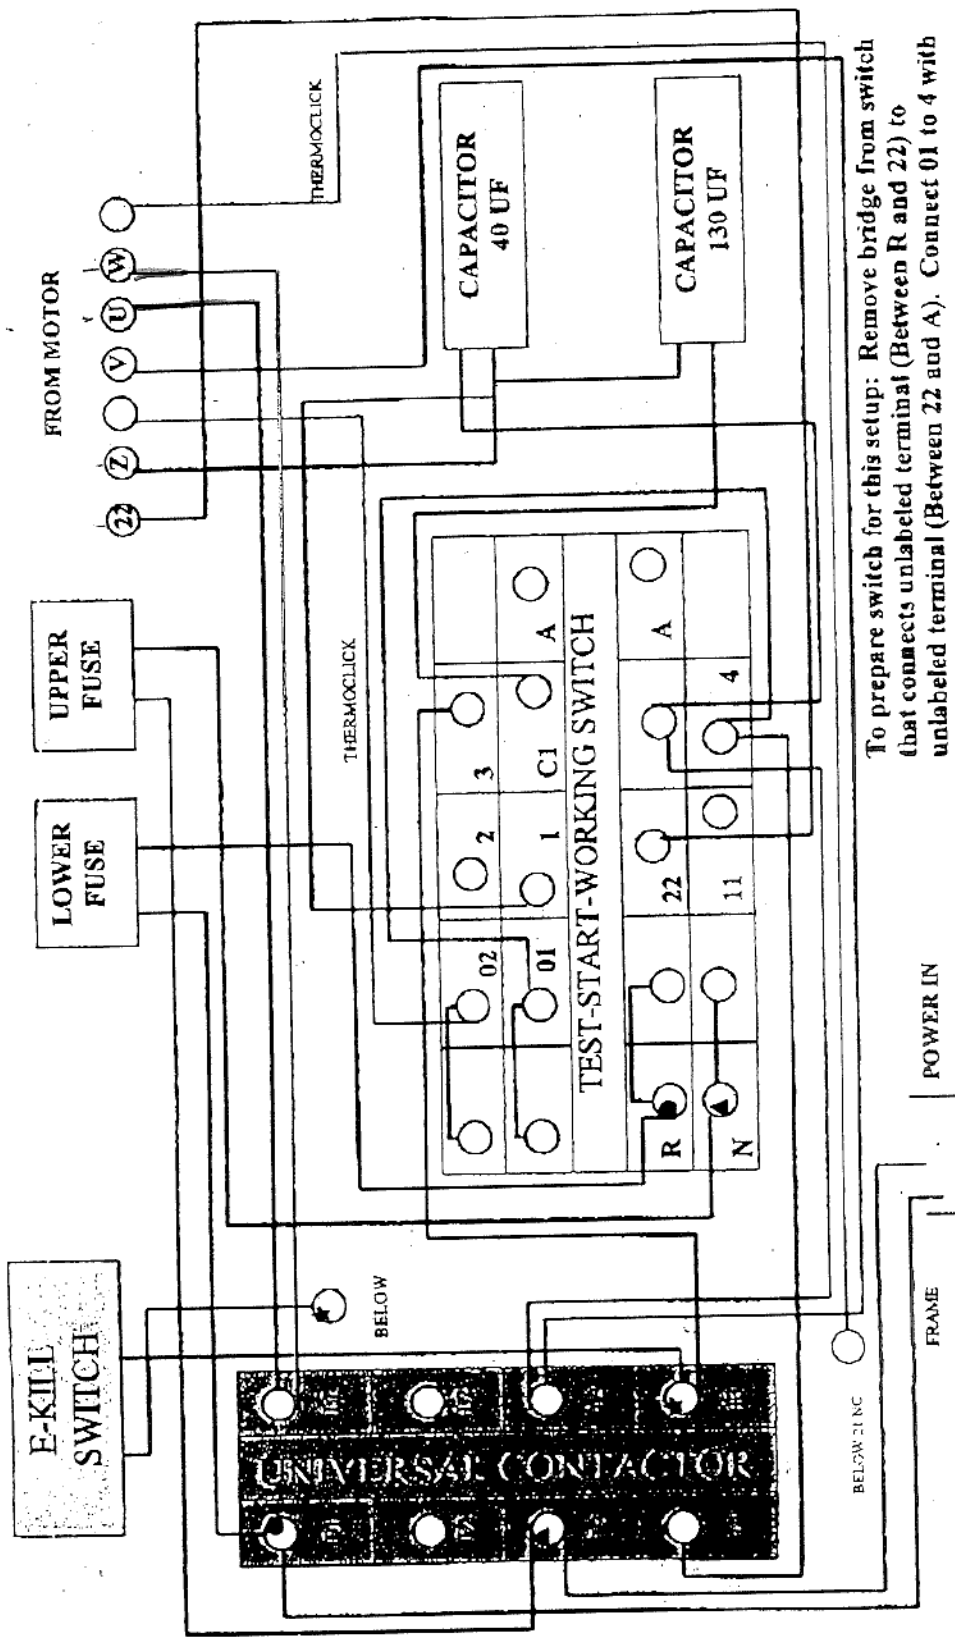 E-KILL
SWITCH
LOWER
FUSE
UPPER
FUSE
FROM MOTOR
22
Z
V
U
W
THERMOCLICK
THERMOCLICK
BELOW
UNIVERSAL CONTACTOR
02
2
3
01
1
C1
A
TEST-START-WORKING SWITCH
R
22
A
N
11
4
CAPACITOR
40 UF
CAPACITOR
130 UF
BELOW 21 NC
FRAME
POWER IN
To prepare switch for this setup: Remove bridge from switch
that connects unlabeled terminal (Between R and 22) to
unlabeled terminal (Between 22 and A). Connect 01 to 4 with